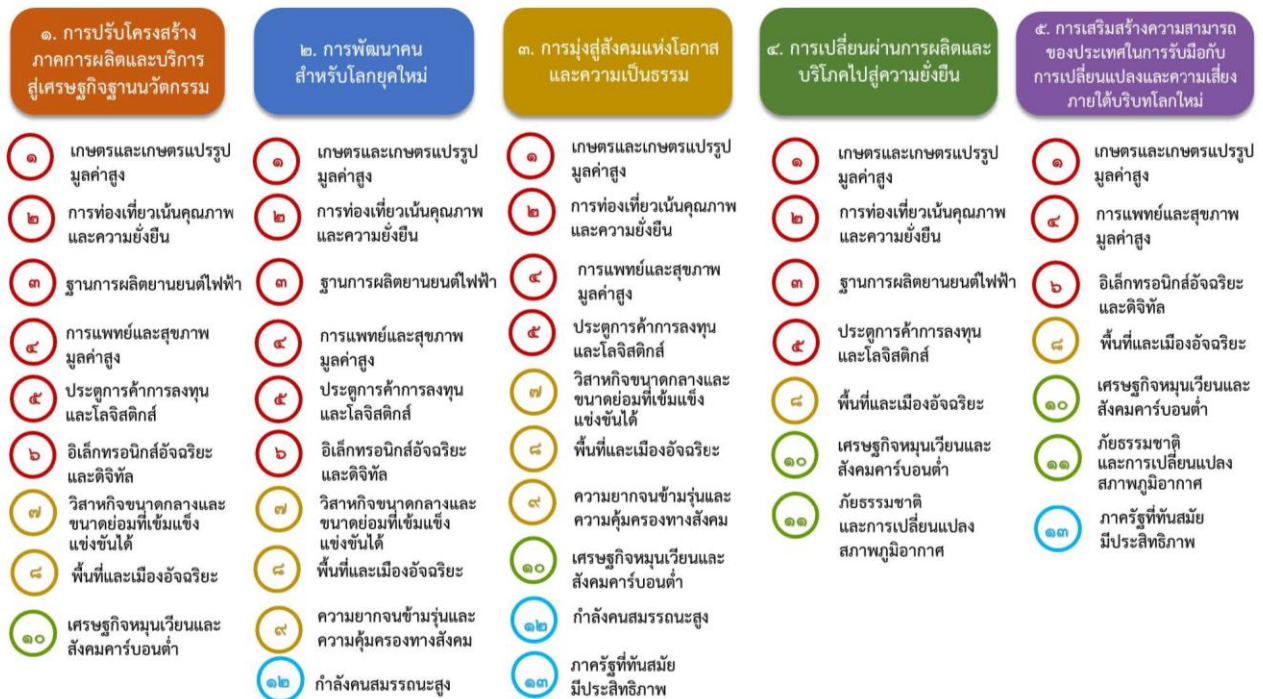 ๑. การปรับโครงสร้าง
ภาคการผลิตและบริการ
สู่เศรษฐกิจฐานนวัตกรรม
๑
เกษตรและเกษตรแปรรูป
มูลค่าสูง
๒
การท่องเที่ยวเน้นคุณภาพ
และความยั่งยืน
๓
ฐานการผลิตยานยนต์ไฟฟ้า
๔
การแพทย์และสุขภาพ
มูลค่าสูง
๕
ประตูการค้าการลงทุน
และโลจิสติกส์
๖
อิเล็กทรอนิกส์อัจฉริยะ
และดิจิทัล
๗
วิสาหกิจขนาดกลางและ
ขนาดย่อมที่เข้มแข็ง
แข่งขันได้
๘
พื้นที่และเมืองอัจฉริยะ
๑๐
เศรษฐกิจหมุนเวียนและ
สังคมคาร์บอนต่ำ
๒. การพัฒนาคน
สำหรับโลกยุคใหม่
๑
เกษตรและเกษตรแปรรูป
มูลค่าสูง
๒
การท่องเที่ยวเน้นคุณภาพ
และความยั่งยืน
๓
ฐานการผลิตยานยนต์ไฟฟ้า
๔
การแพทย์และสุขภาพ
มูลค่าสูง
๕
ประตูการค้าการลงทุน
และโลจิสติกส์
๖
อิเล็กทรอนิกส์อัจฉริยะ
และดิจิทัล
๗
วิสาหกิจขนาดกลางและ
ขนาดย่อมที่เข้มแข็ง
แข่งขันได้
๘
พื้นที่และเมืองอัจฉริยะ
๙
ความยากจนข้ามรุ่นและ
ความคุ้มครองทางสังคม
๑๒
กำลังคนสมรรถนะสูง
๓. การมุ่งสู่สังคมแห่งโอกาส
และความเป็นธรรม
๑
เกษตรและเกษตรแปรรูป
มูลค่าสูง
๒
การท่องเที่ยวเน้นคุณภาพ
และความยั่งยืน
๔
การแพทย์และสุขภาพ
มูลค่าสูง
๕
ประตูการค้าการลงทุน
และโลจิสติกส์
๗
วิสาหกิจขนาดกลางและ
ขนาดย่อมที่เข้มแข็ง
แข่งขันได้
๘
พื้นที่และเมืองอัจฉริยะ
๙
ความยากจนข้ามรุ่นและ
ความคุ้มครองทางสังคม
๑๐
เศรษฐกิจหมุนเวียนและ
สังคมคาร์บอนต่ำ
๑๒
กำลังคนสมรรถนะสูง
๑๓
ภาครัฐที่ทันสมัย
มีประสิทธิภาพ
๔. การเปลี่ยนผ่านการผลิตและ
บริโภคไปสู่ความยั่งยืน
๑
เกษตรและเกษตรแปรรูป
มูลค่าสูง
๒
การท่องเที่ยวเน้นคุณภาพ
และความยั่งยืน
๓
ฐานการผลิตยานยนต์ไฟฟ้า
๕
ประตูการค้าการลงทุน
และโลจิสติกส์
๘
พื้นที่และเมืองอัจฉริยะ
๑๐
เศรษฐกิจหมุนเวียนและ
สังคมคาร์บอนต่ำ
๑๑
ภัยธรรมชาติ
และการเปลี่ยนแปลง
สภาพภูมิอากาศ
๕. การเสริมสร้างความสามารถ
ของประเทศในการรับมือกับ
การเปลี่ยนแปลงและความเสี่ยง
ภายใต้บริบทโลกใหม่
๑
เกษตรและเกษตรแปรรูป
มูลค่าสูง
๔
การแพทย์และสุขภาพ
มูลค่าสูง
๖
อิเล็กทรอนิกส์อัจฉริยะ
และดิจิทัล
๘
พื้นที่และเมืองอัจฉริยะ
๑๐
เศรษฐกิจหมุนเวียนและ
สังคมคาร์บอนต่ำ
๑๑
ภัยธรรมชาติ
และการเปลี่ยนแปลง
สภาพภูมิอากาศ
๑๓
ภาครัฐที่ทันสมัย
มีประสิทธิภาพ